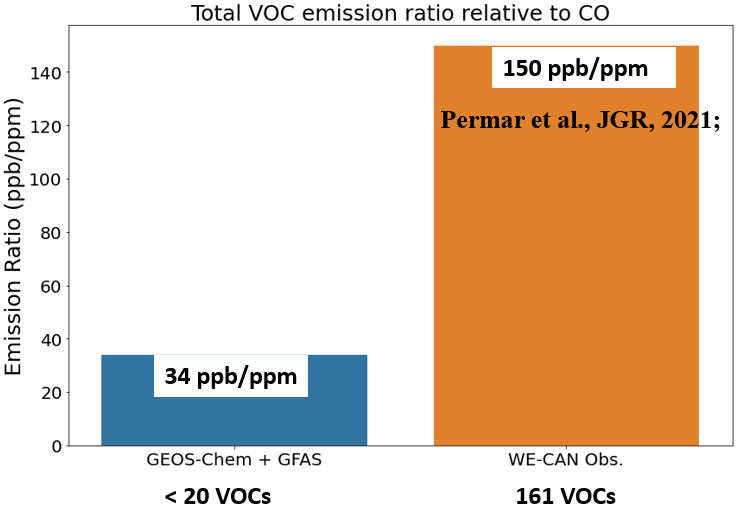 Total VOC emission ratio relative to CO
Emission Ratio (ppb/ppm)
140
120
100
80
60
40
20
0
150 ppb/ppm
Permar et al., JGR, 2021;
34 ppb/ppm
GEOS-Chem + GFAS
WE-CAN Obs.
< 20 VOCs
161 VOCs